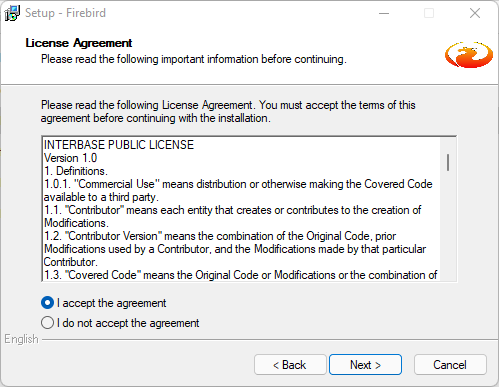 Setup - Firebird
License Agreement
Please read the following important information before continuing.
Please read the following License Agreement. You must accept the terms of this
agreement before continuing with the installation.
INTERBASE PUBLIC LICENSE
Version 1.0
1. Definitions.
1.0.1. "Commercial Use" means distribution or otherwise making the Covered Code
available to a third party.
1.1. "Contributor" means each entity that creates or contributes to the creation of
Modifications.
1.2. "Contributor Version" means the combination of the Original Code, prior
Modifications used by a Contributor, and the Modifications made by that particular
Contributor.
1.3. "Covered Code" means the Original Code or Modifications or the combination of
I accept the agreement
I do not accept the agreement
English
< Back
Next >
Cancel